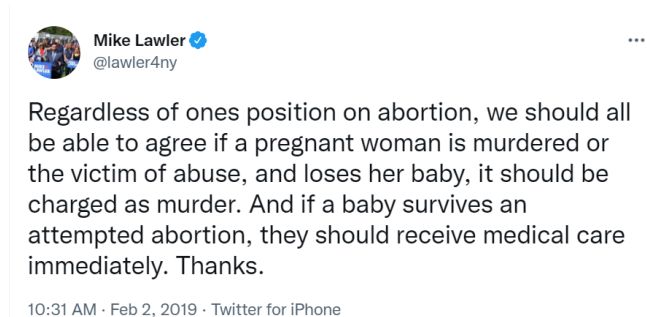 Mike Lawler
@lawler4ny
Regardless of ones position on abortion, we should all
be able to agree if a pregnant woman is murdered or
the victim of abuse, and loses her baby, it should be
charged as murder. And if a baby survives an
attempted abortion, they should receive medical care
immediately. Thanks.
10:31 AM · Feb 2, 2019 · Twitter for iPhone